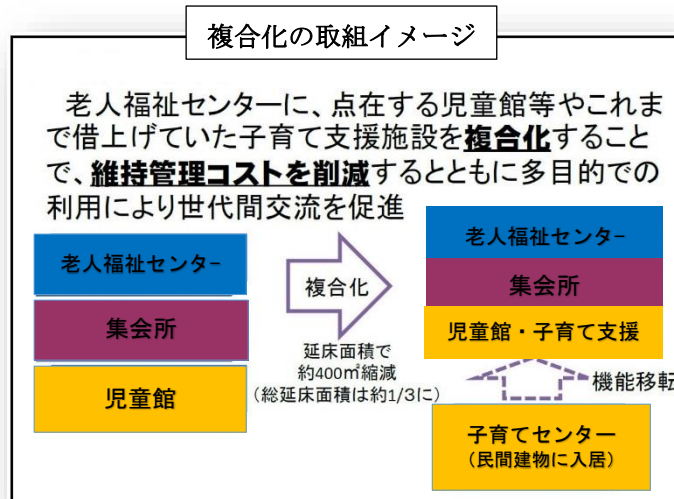 複合化の取組イメージ
老人福祉センターに、点在する児童館等やこれま
で借上げていた子育て支援施設を複合化すること
で、維持管理コストを削減するとともに多目的での
利用により世代間交流を促進
老人福祉センター
集会所
児童館
複合化
延床面積で
約400㎡縮減
(総延床面積は約1/3に)
老人福祉センター
集会所
児童館・子育て支援
機能移転
子育てセンター
(民間建物に入居)